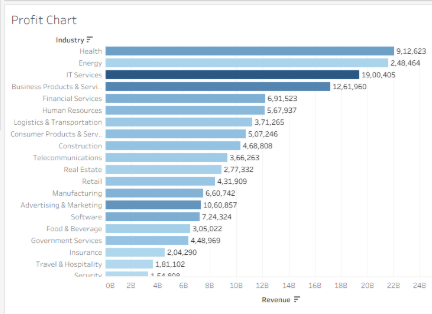 Profit Chart
Industry
Health 9,12,623
Energy 2,48,464
IT Services 19,00,405
Business Products & Servi.. 12,61,960
Financial Services 6,91,523
Human Resources 5,67,937
Logistics & Transportation 3,71,265
Consumer Products & Serv.. 5,07,246
Construction 4,68,808
Telecommunications 3,66,263
Real Estate 2,77,332
Retail 4,31,909
Manufacturing 6,60,742
Advertising & Marketing 10,60,857
Software 7,24,324
Food & Beverage 3,05,022
Government Services 4,48,969
Insurance 2,04,290
Travel & Hospitality 1,81,102
Security 1,54,808
0B 2B 4B 6B 8B 10B 12B 14B 16B 18B 20B 22B 24B
Revenue